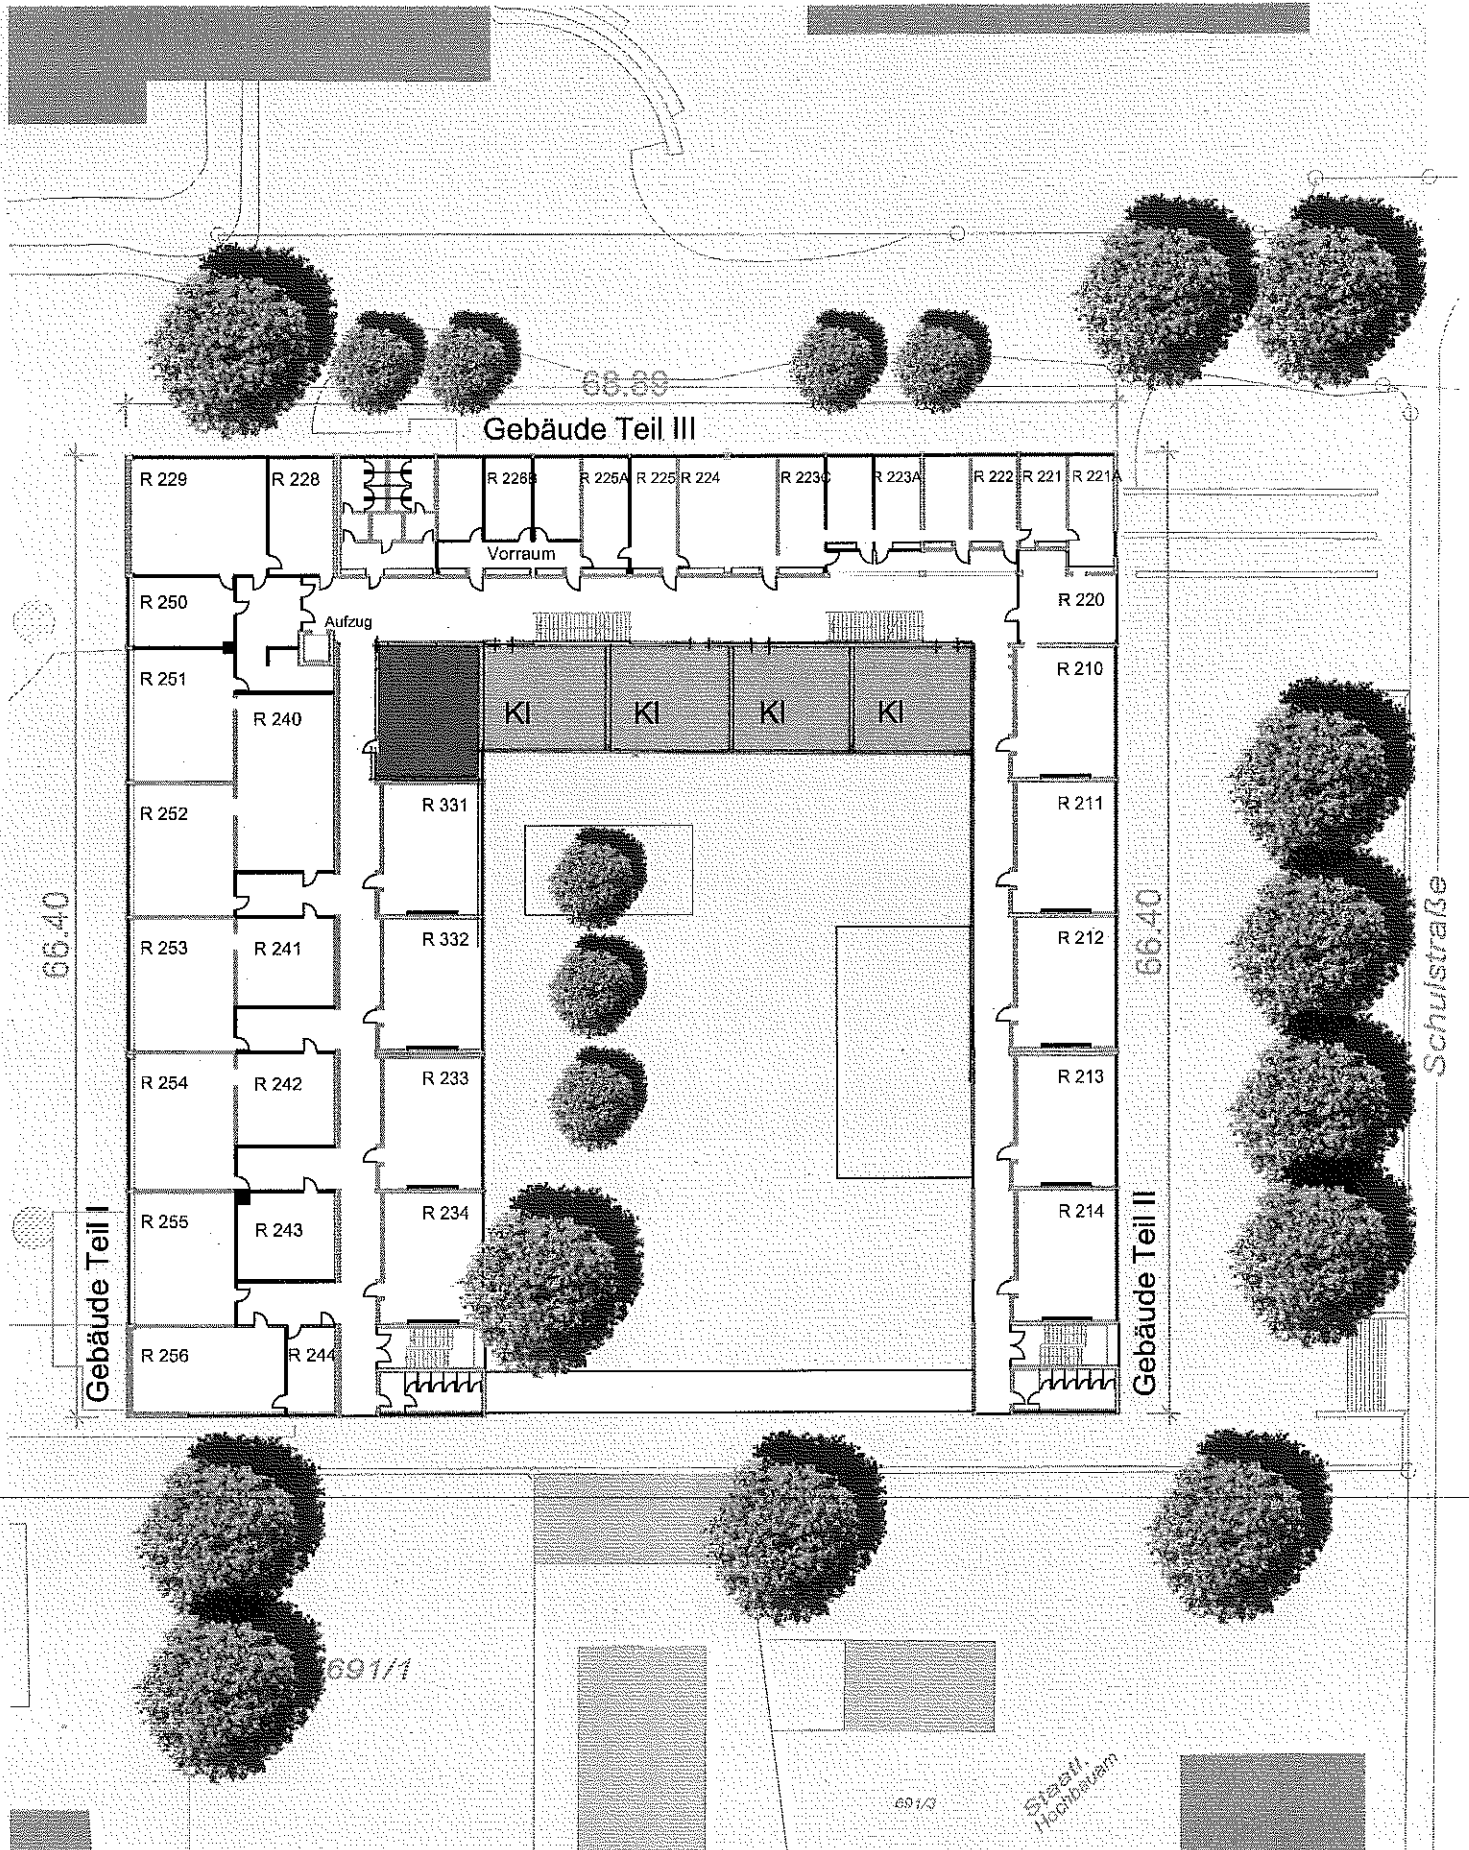 68.89
Gebäude Teil III
R 229
R 228
R 226B
R 225A
R 225
R 224
R 223C
R 223A
R 222
R 221
R 221A
Vorraum
R 250
R 220
Aufzug
R 251
R 210
R 240
KI
KI
KI
KI
R 252
R 331
R 211
66.40
R 253
R 241
R 332
R 212
66.40
Schulstraße
R 254
R 242
R 233
R 213
R 255
R 243
R 234
R 214
Gebäude Teil I
Gebäude Teil II
R 256
R 244
691/1
691/3
Staatl.
Hochbauam